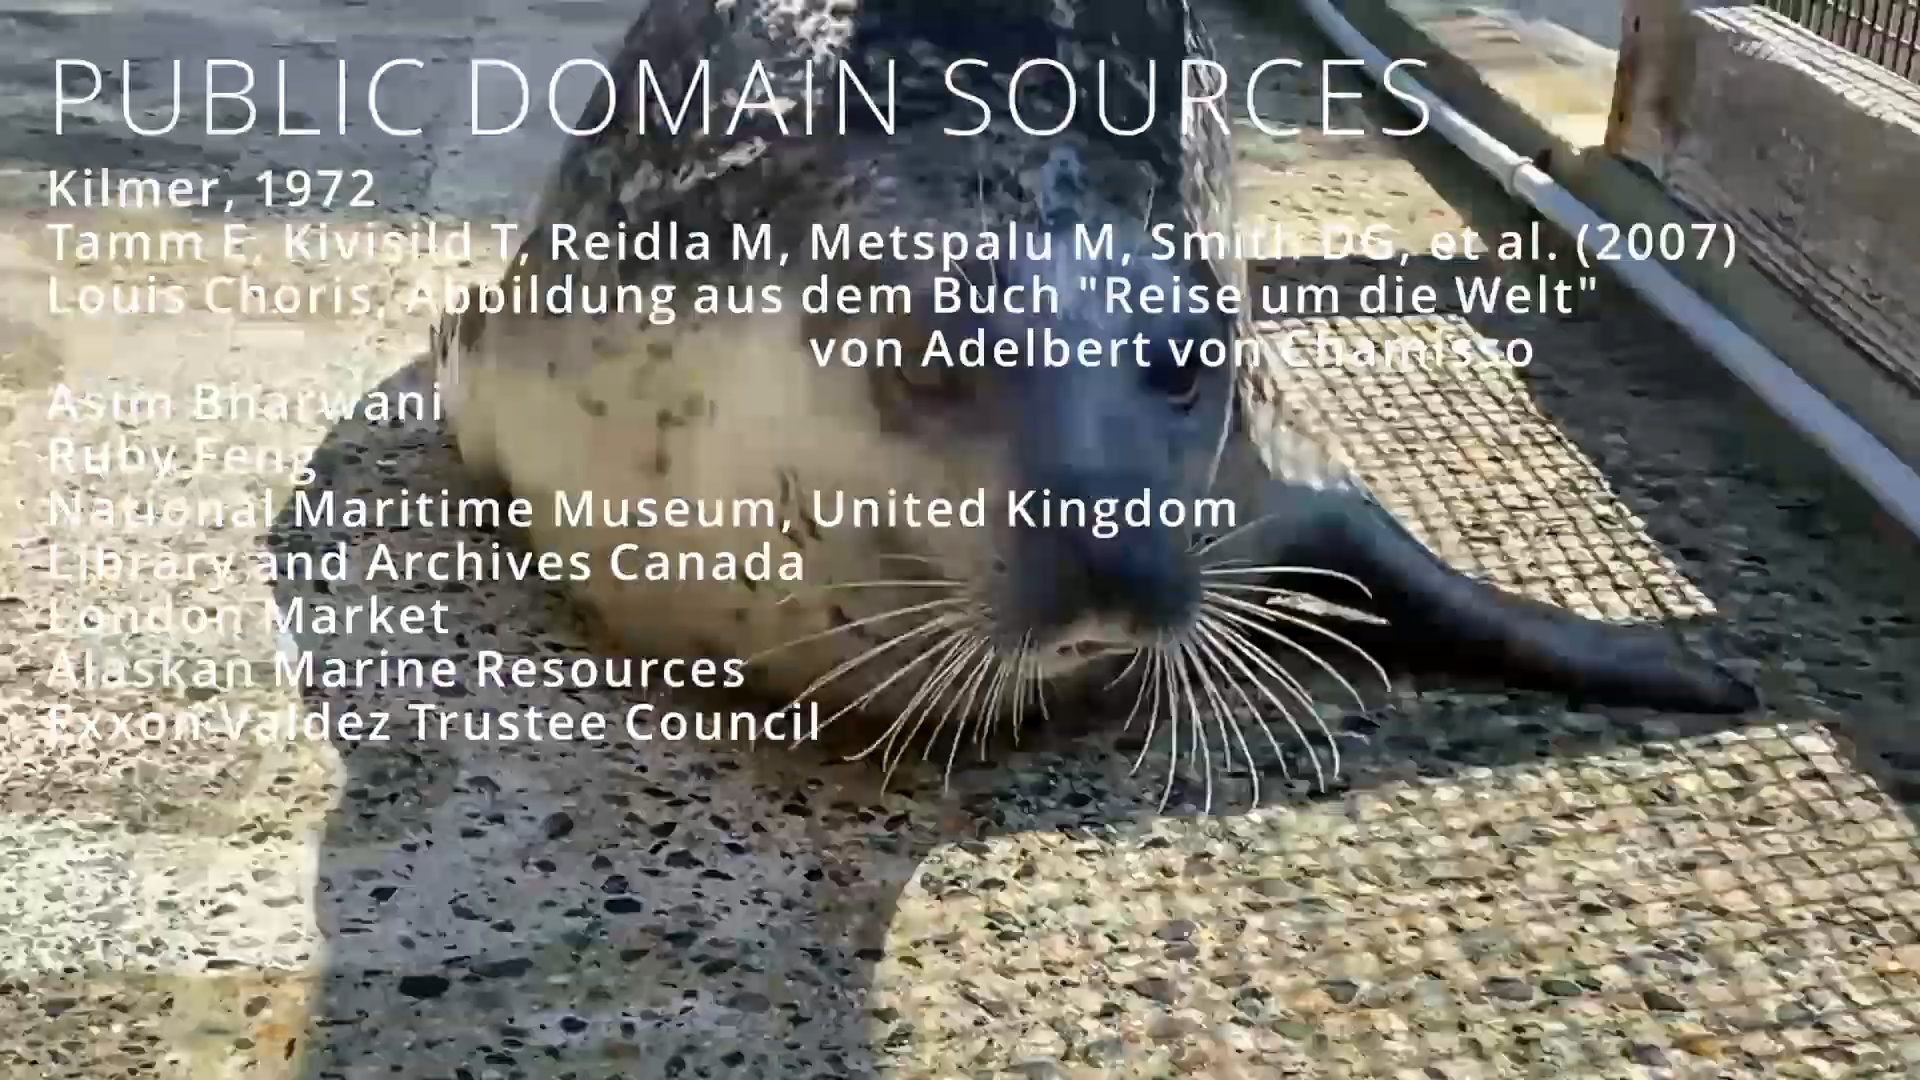 PUBLIC DOMAIN SOURCES
Kilmer, 1972
Tamm E, Kivisild T, Reidla M, Metspalu M, Smith DG, et al. (2007)
Louis Choris, Abbildung aus dem Buch "Reise um die Welt"
von Adelbert von Chamisso
Asim Bharwani
Ruby Feng
National Maritime Museum, United Kingdom
Library and Archives Canada
London Market
Alaskan Marine Resources
Exxon Valdez Trustee Council